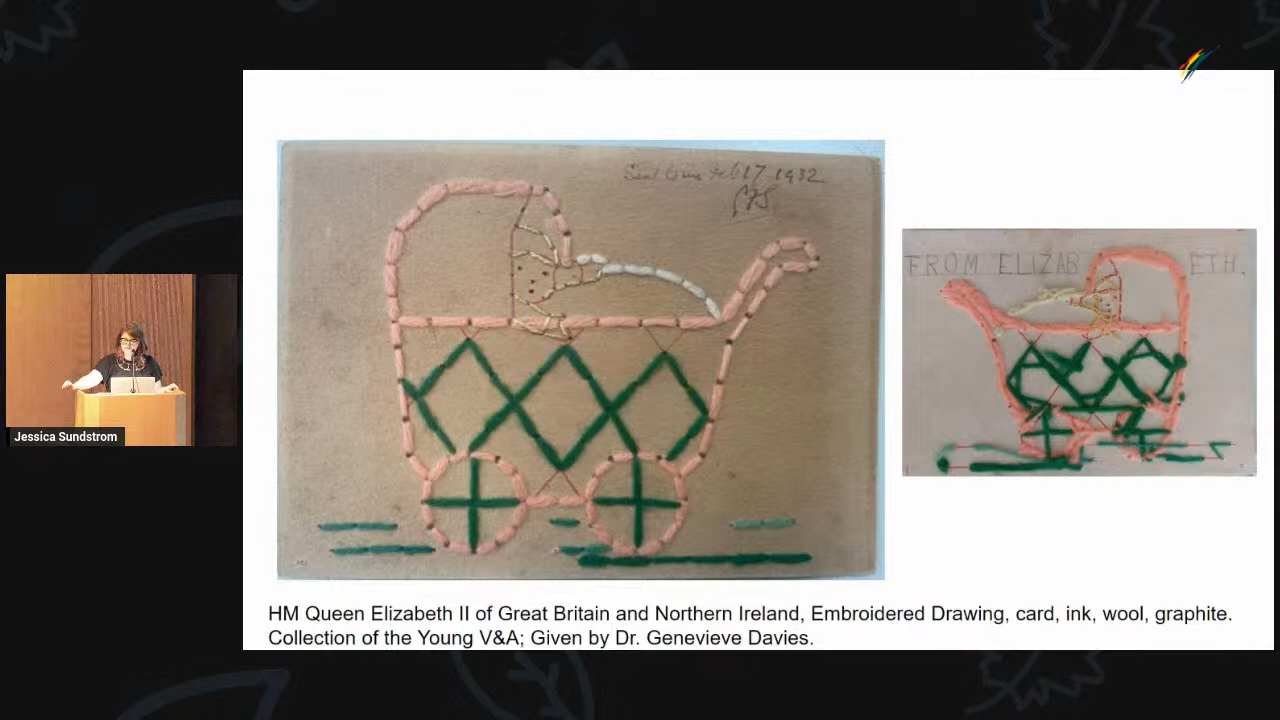 1932
FROM ELIZAB ETH.
Jessica Sundstrom
HM Queen Elizabeth II of Great Britain and Northern Ireland, Embroidered Drawing, card, ink, wool, graphite.
Collection of the Young V&A; Given by Dr. Genevieve Davies.